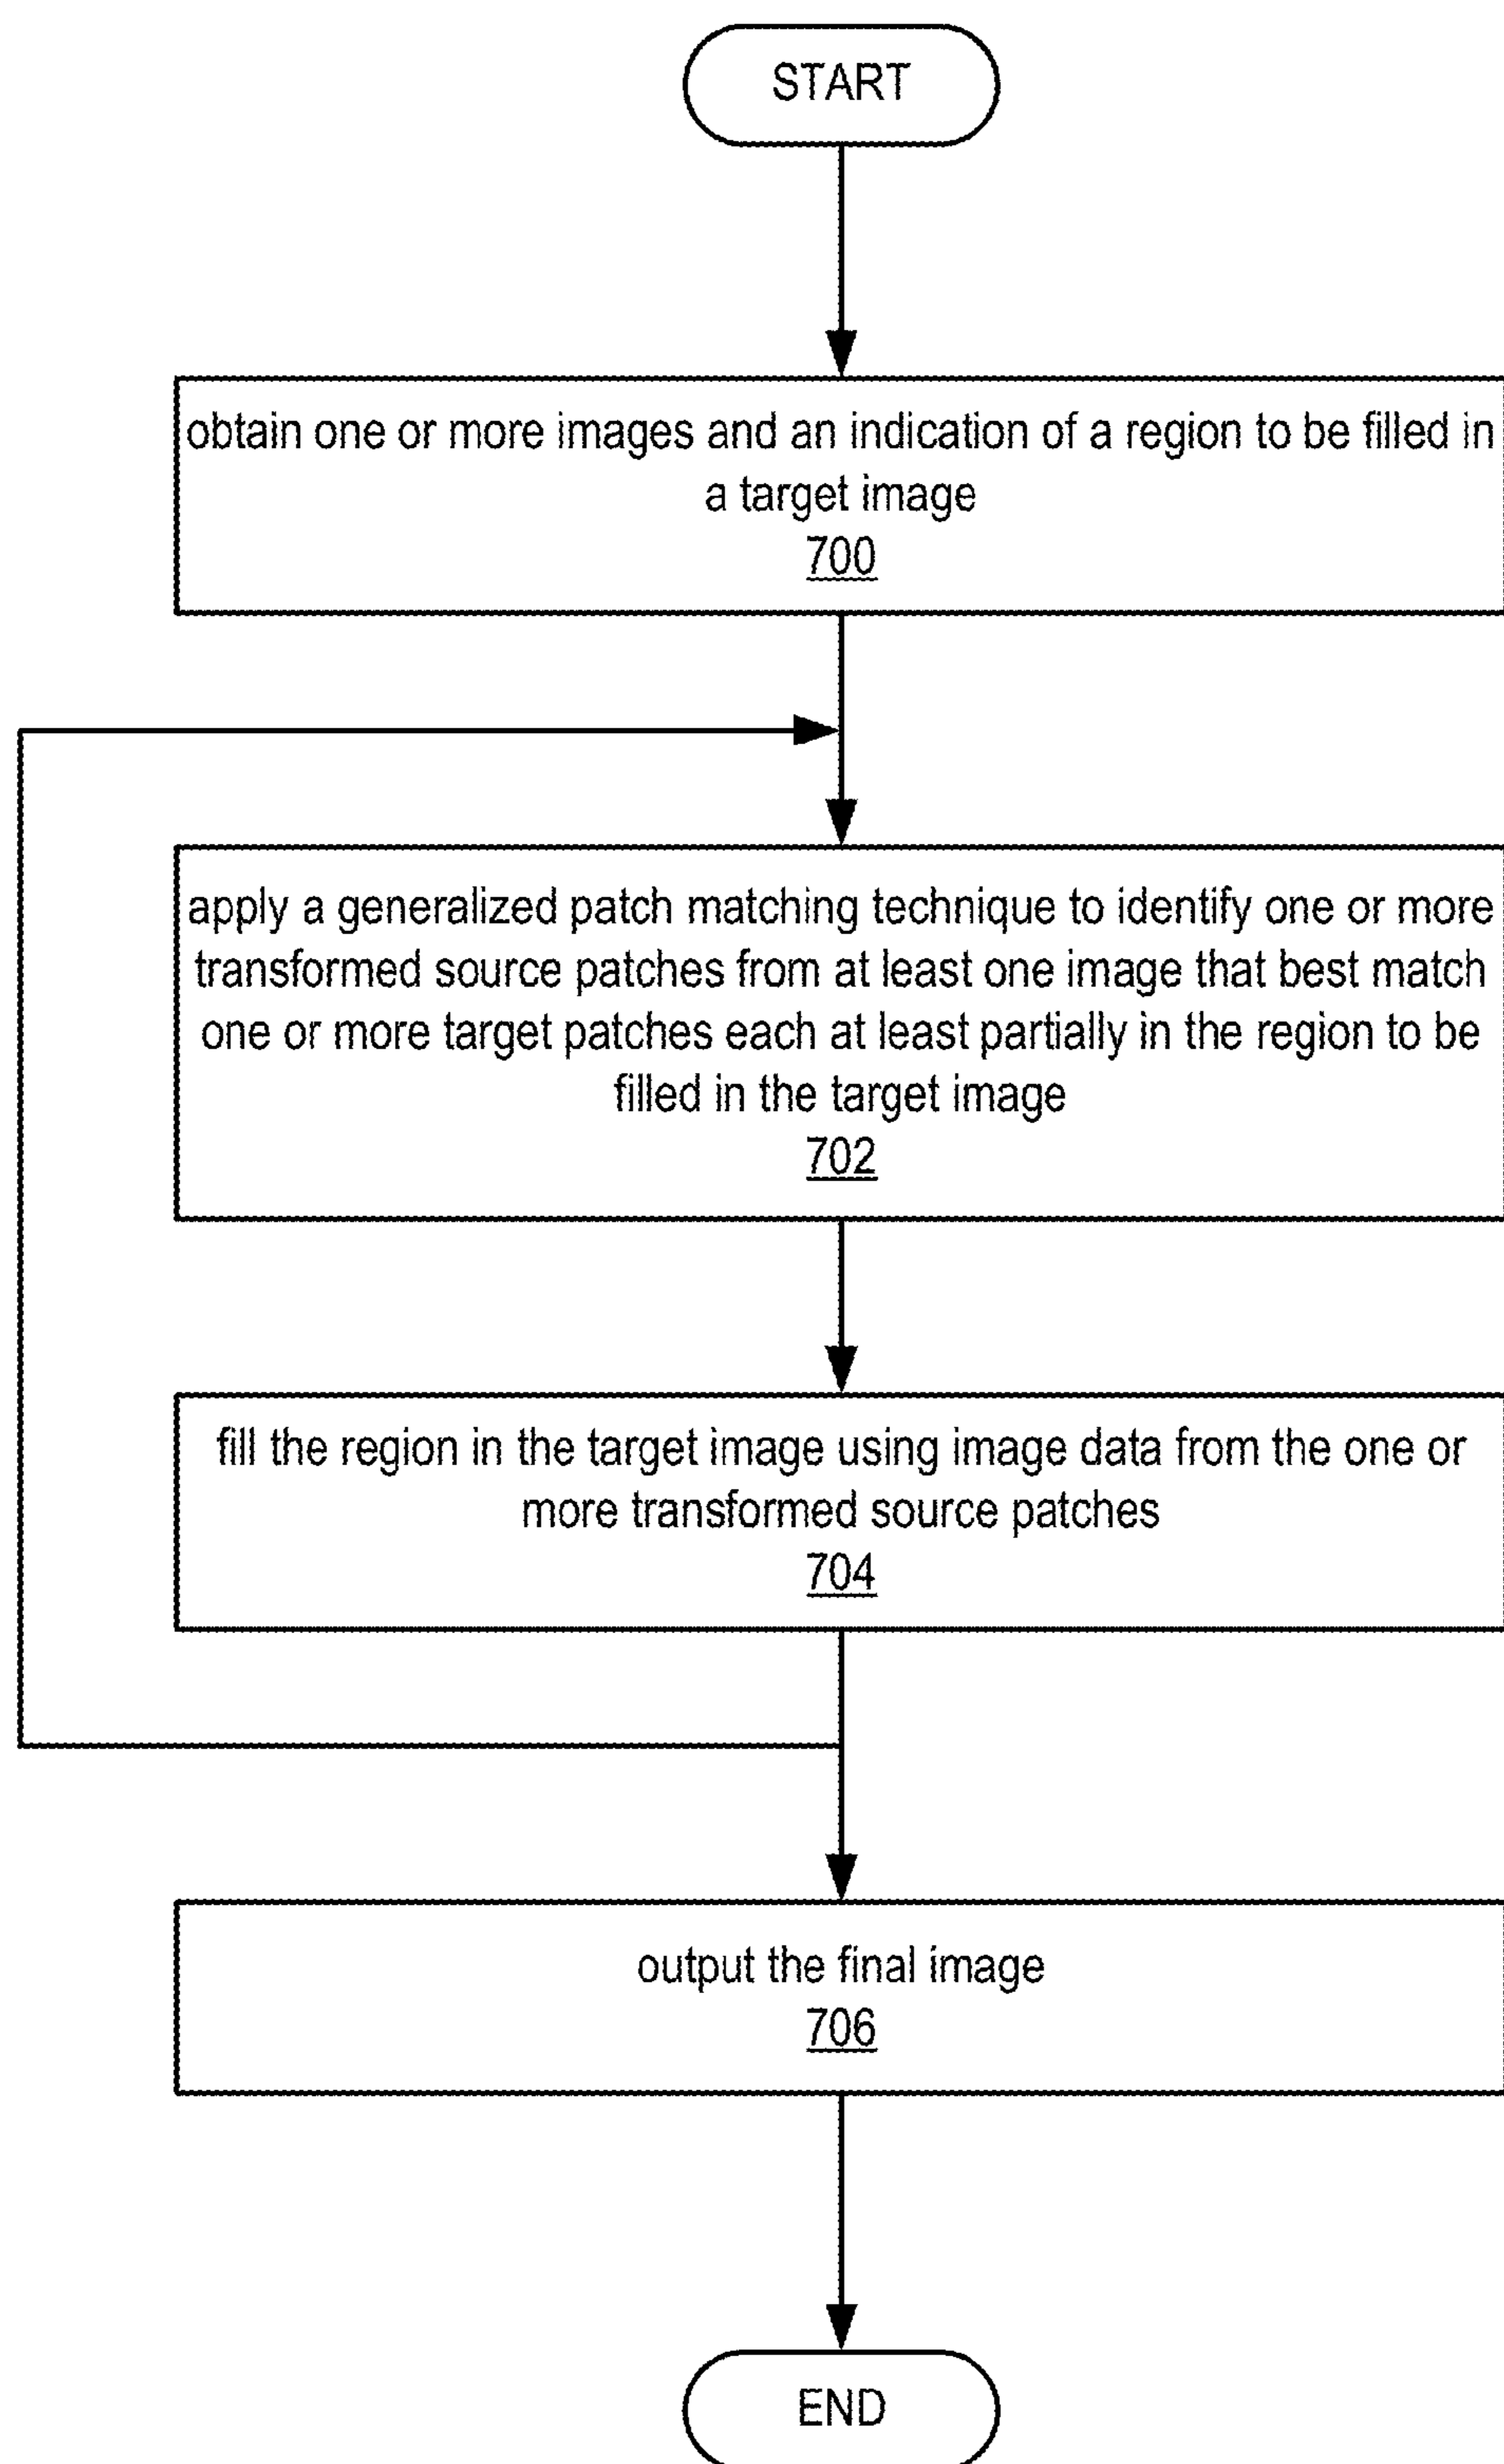 START
obtain one or more images and an indication of a region to be filled in
a target image
700
apply a generalized patch matching technique to identify one or more
transformed source patches from at least one image that best match
one or more target patches each at least partially in the region to be
filled in the target image
702
fill the region in the target image using image data from the one or
more transformed source patches
704
output the final image
706
END